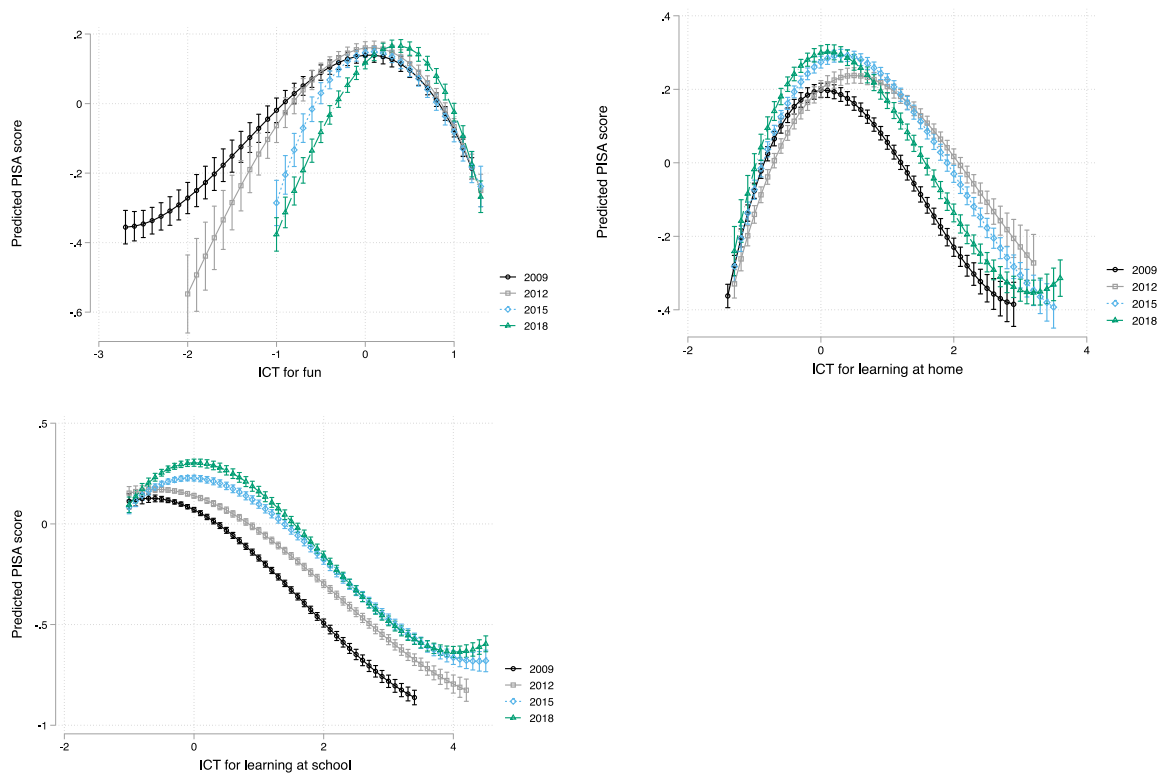 Predicted PISA score
.2
0
-.2
-.4
-.6
-3 -2 -1 0 1
ICT for fun
2009
2012
2015
2018
Predicted PISA score
.4
.2
0
-.2
-.4
-2 0 2 4
ICT for learning at home
2009
2012
2015
2018
Predicted PISA score
.5
0
-.5
-1
-2 0 2 4
ICT for learning at school
2009
2012
2015
2018